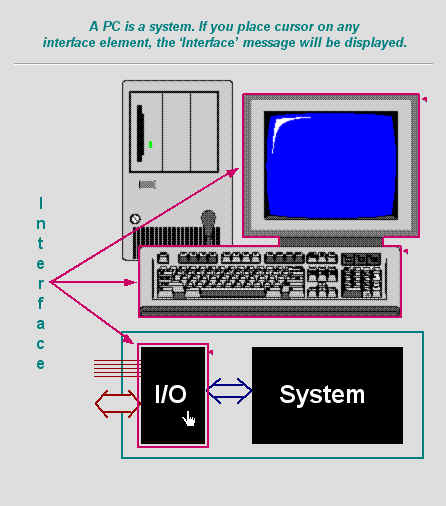 A PC is a system. If you place cursor on any
interface element, the 'Interface' message will be displayed.
Interface
I/O
System